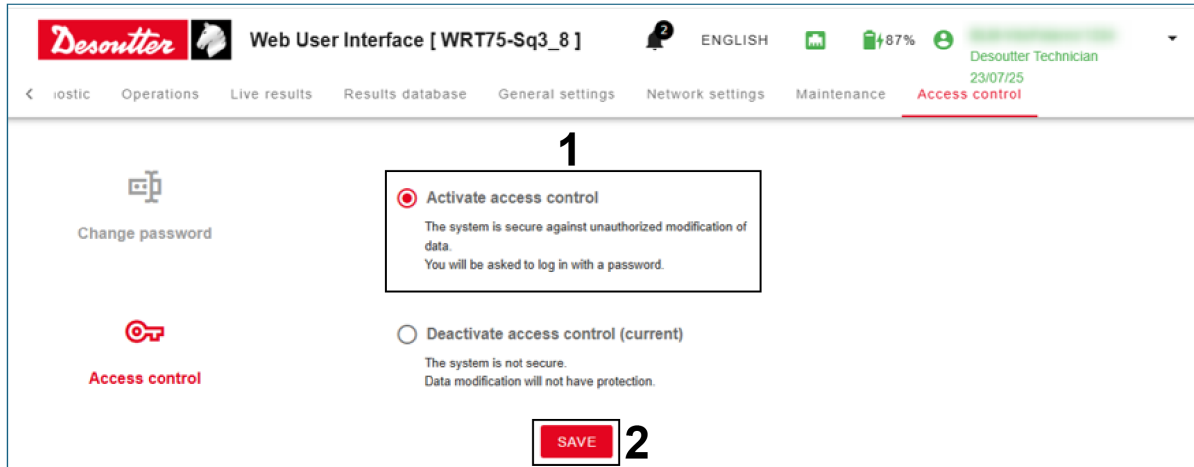 Desoutter Web User Interface [ WRT75-Sq3_8 ] 2 ENGLISH 87%
Desoutter Technician
23/07/25
nostic Operations Live results Results database General settings Network settings Maintenance Access control
1
Activate access control
The system is secure against unauthorized modification of
data.
You will be asked to log in with a password.
Change password
Deactivate access control (current)
The system is not secure.
Data modification will not have protection.
Access control
SAVE 2